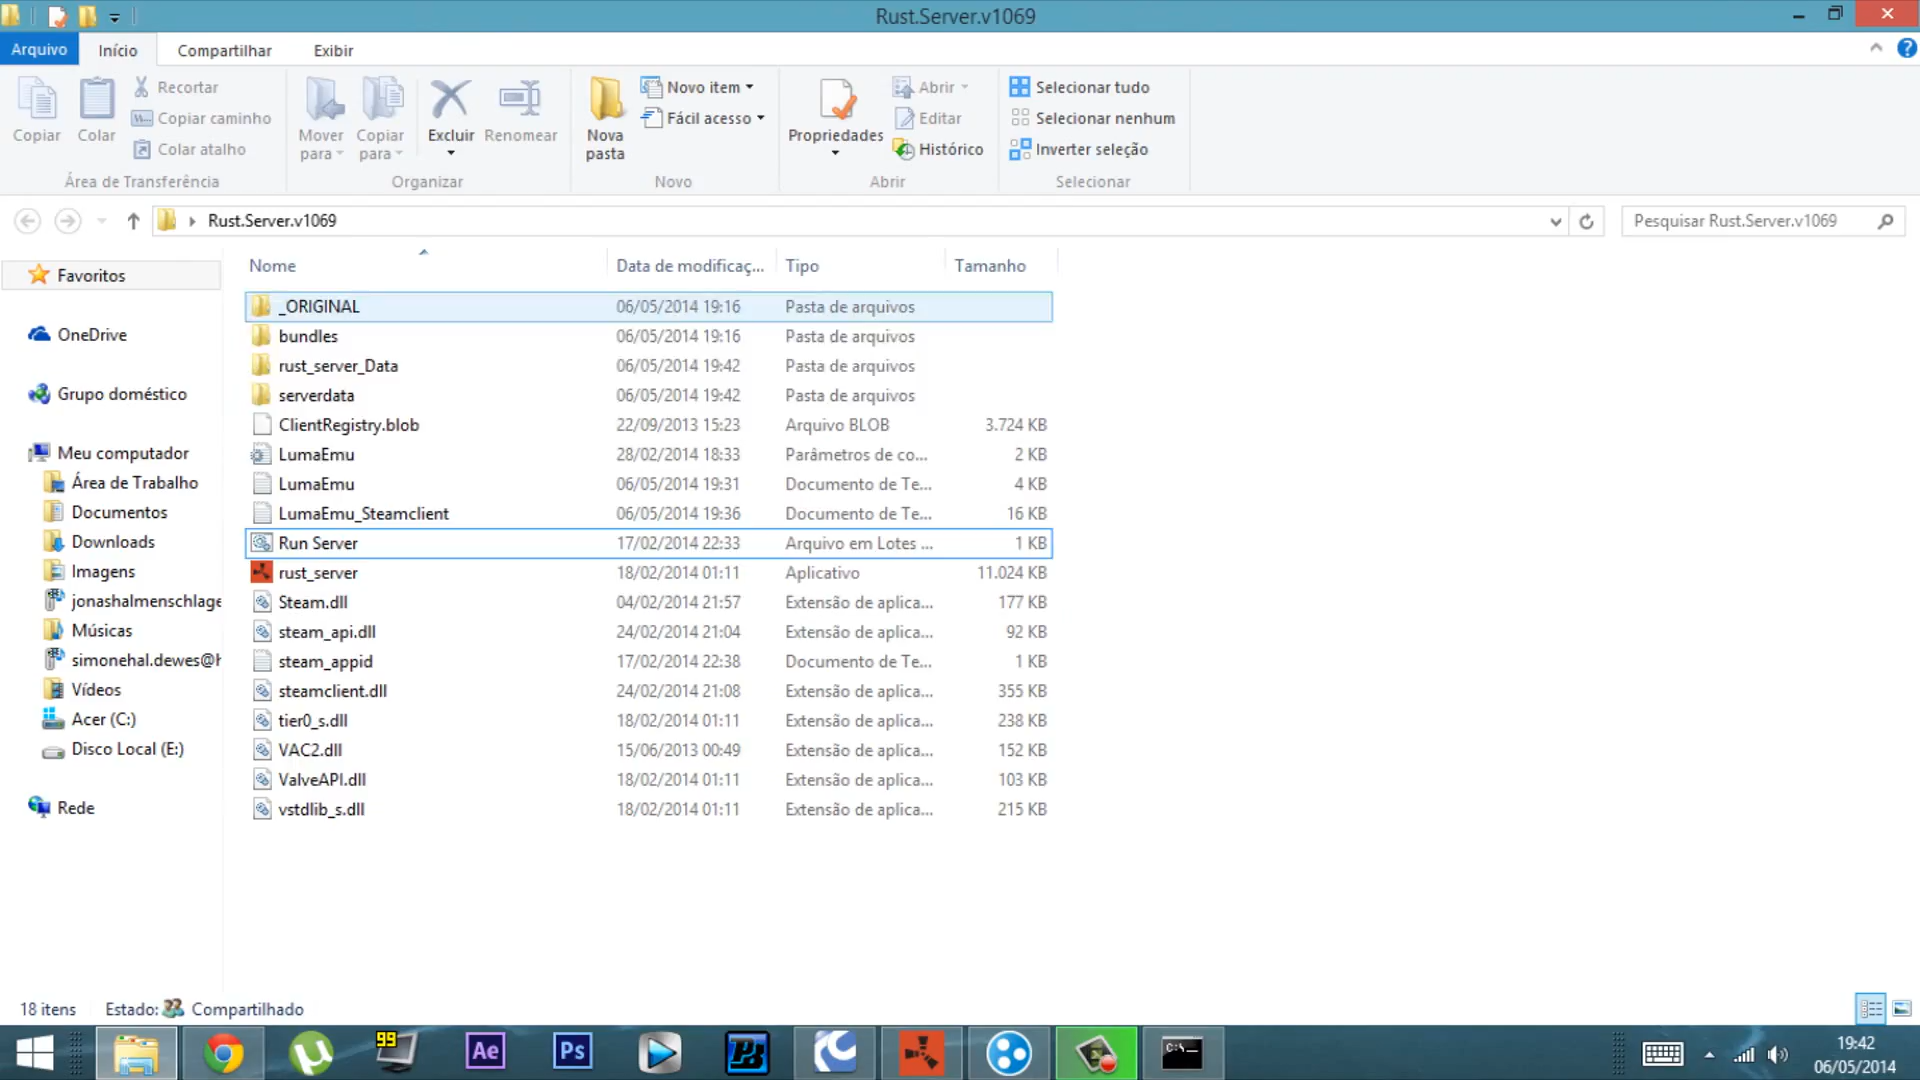 Rust.Server.v1069
Arquivo Início Compartilhar Exibir
Copiar
Colar
Recortar
Copiar caminho
Colar atalho
Área de Transferência
Mover para
Copiar para
Excluir
Renomear
Organizar
Nova pasta
Novo item
Fácil acesso
Novo
Propriedades
Abrir
Editar
Histórico
Abrir
Selecionar tudo
Selecionar nenhum
Inverter seleção
Selecionar
Rust.Server.v1069
Pesquisar Rust.Server.v1069
Favoritos
OneDrive
Grupo doméstico
Meu computador
Área de Trabalho
Documentos
Downloads
Imagens
jonashalmenschlage
Músicas
simonehal.dewes@h
Vídeos
Acer (C:)
Disco Local (E:)
Rede
Nome Data de modificaç... Tipo Tamanho
_ORIGINAL 06/05/2014 19:16 Pasta de arquivos
bundles 06/05/2014 19:16 Pasta de arquivos
rust_server_Data 06/05/2014 19:42 Pasta de arquivos
serverdata 06/05/2014 19:42 Pasta de arquivos
ClientRegistry.blob 22/09/2013 15:23 Arquivo BLOB 3.724 KB
LumaEmu 28/02/2014 18:33 Parâmetros de co... 2 KB
LumaEmu 06/05/2014 19:31 Documento de Te... 4 KB
LumaEmu_Steamclient 06/05/2014 19:36 Documento de Te... 16 KB
Run Server 17/02/2014 22:33 Arquivo em Lotes ... 1 KB
rust_server 18/02/2014 01:11 Aplicativo 11.024 KB
Steam.dll 04/02/2014 21:57 Extensão de aplica... 177 KB
steam_api.dll 24/02/2014 21:04 Extensão de aplica... 92 KB
steam_appid 17/02/2014 22:38 Documento de Te... 1 KB
steamclient.dll 24/02/2014 21:08 Extensão de aplica... 355 KB
tier0_s.dll 18/02/2014 01:11 Extensão de aplica... 238 KB
VAC2.dll 15/06/2013 00:49 Extensão de aplica... 152 KB
ValveAPI.dll 18/02/2014 01:11 Extensão de aplica... 103 KB
vstdlib_s.dll 18/02/2014 01:11 Extensão de aplica... 215 KB
18 itens Estado: Compartilhado
99
Ae
Ps
19:42
06/05/2014